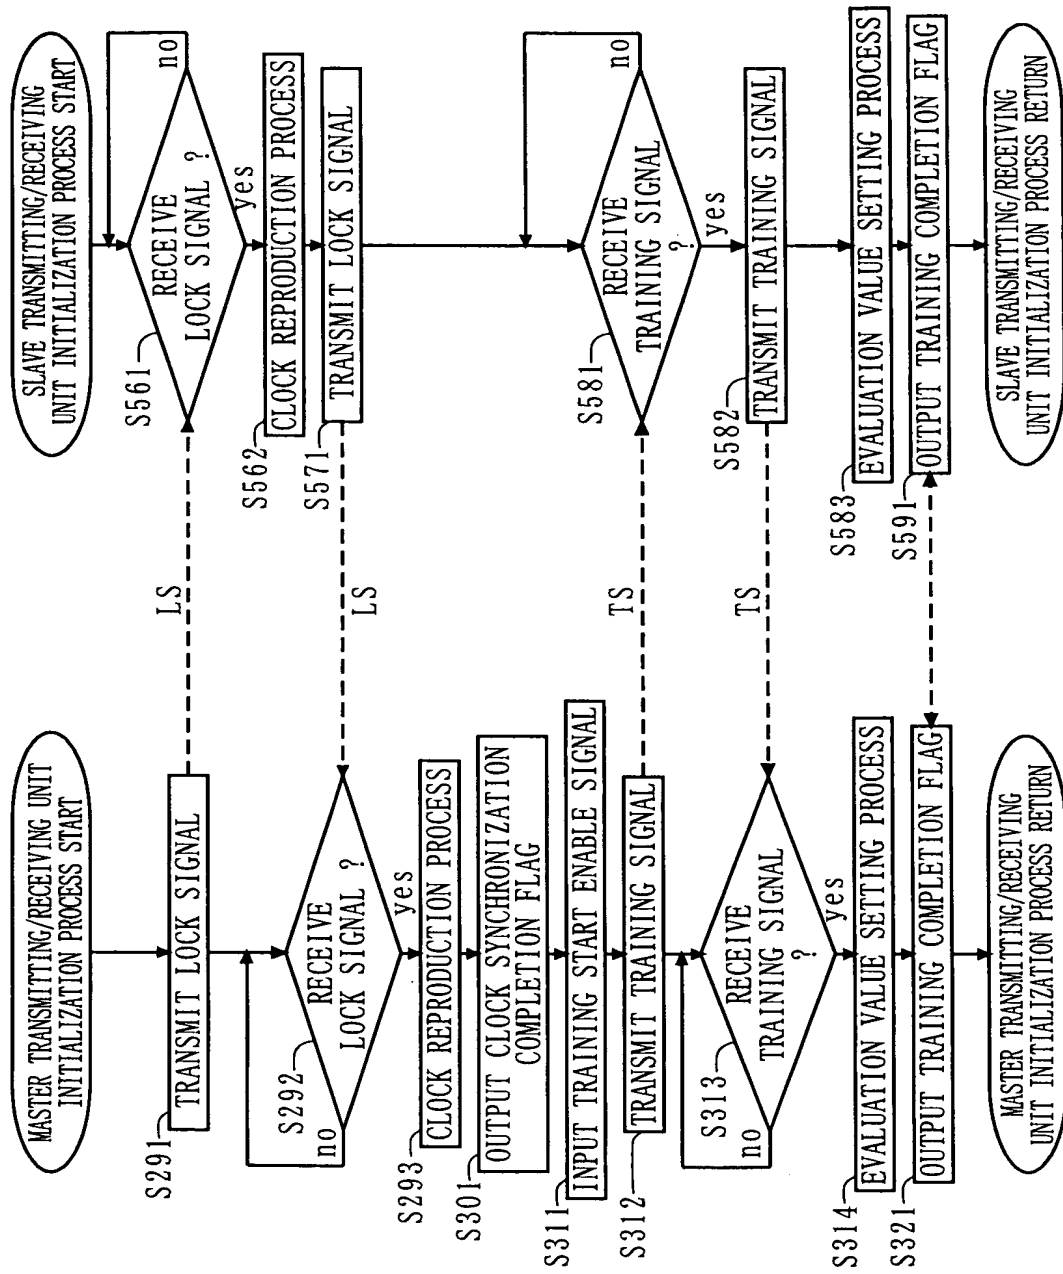 MASTER TRANSMITTING/RECEIVING UNIT
INITIALIZATION PROCESS START
S291
TRANSMIT LOCK SIGNAL
LS
S292
RECEIVE
LOCK SIGNAL ?
no
yes
LS
S293
CLOCK REPRODUCTION PROCESS
S301
OUTPUT CLOCK SYNCHRONIZATION
COMPLETION FLAG
S311
INPUT TRAINING START ENABLE SIGNAL
S312
TRANSMIT TRAINING SIGNAL
TS
S313
RECEIVE
TRAINING SIGNAL
?
no
yes
TS
S314
EVALUATION VALUE SETTING PROCESS
S321
OUTPUT TRAINING COMPLETION FLAG
MASTER TRANSMITTING/RECEIVING
UNIT INITIALIZATION PROCESS RETURN
SLAVE TRANSMITTING/RECEIVING
UNIT INITIALIZATION PROCESS START
S561
RECEIVE
LOCK SIGNAL ?
no
yes
S562
CLOCK REPRODUCTION PROCESS
S571
TRANSMIT LOCK SIGNAL
S581
RECEIVE
TRAINING SIGNAL
?
no
yes
S582
TRANSMIT TRAINING SIGNAL
S583
EVALUATION VALUE SETTING PROCESS
S591
OUTPUT TRAINING COMPLETION FLAG
SLAVE TRANSMITTING/RECEIVING
UNIT INITIALIZATION PROCESS RETURN